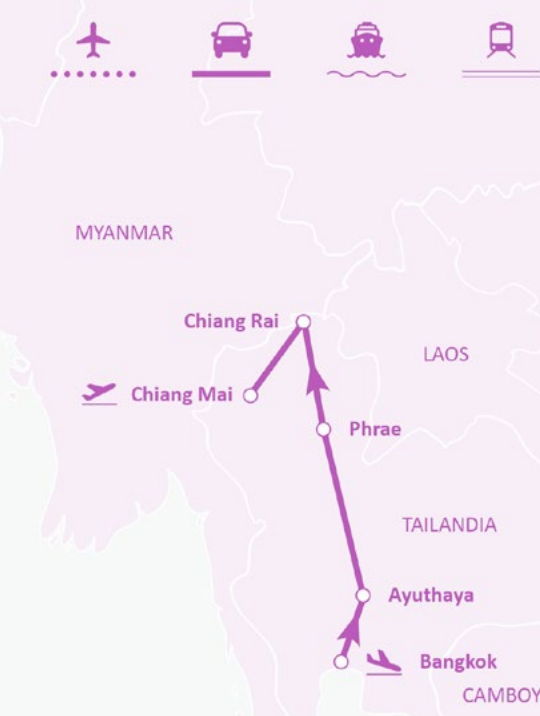 MYANMAR
Chiang Rai
LAOS
Chiang Mai
Phrae
TAILANDIA
Ayuthaya
Bangkok
CAMBOY